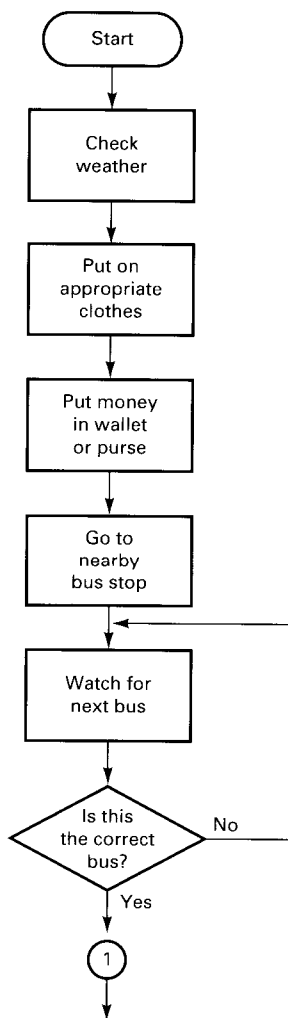 Start
Check
weather
Put on
appropriate
clothes
Put money
in wallet
or purse
Go to
nearby
bus stop
Watch for
next bus
Is this
the correct
bus?
No
Yes
1